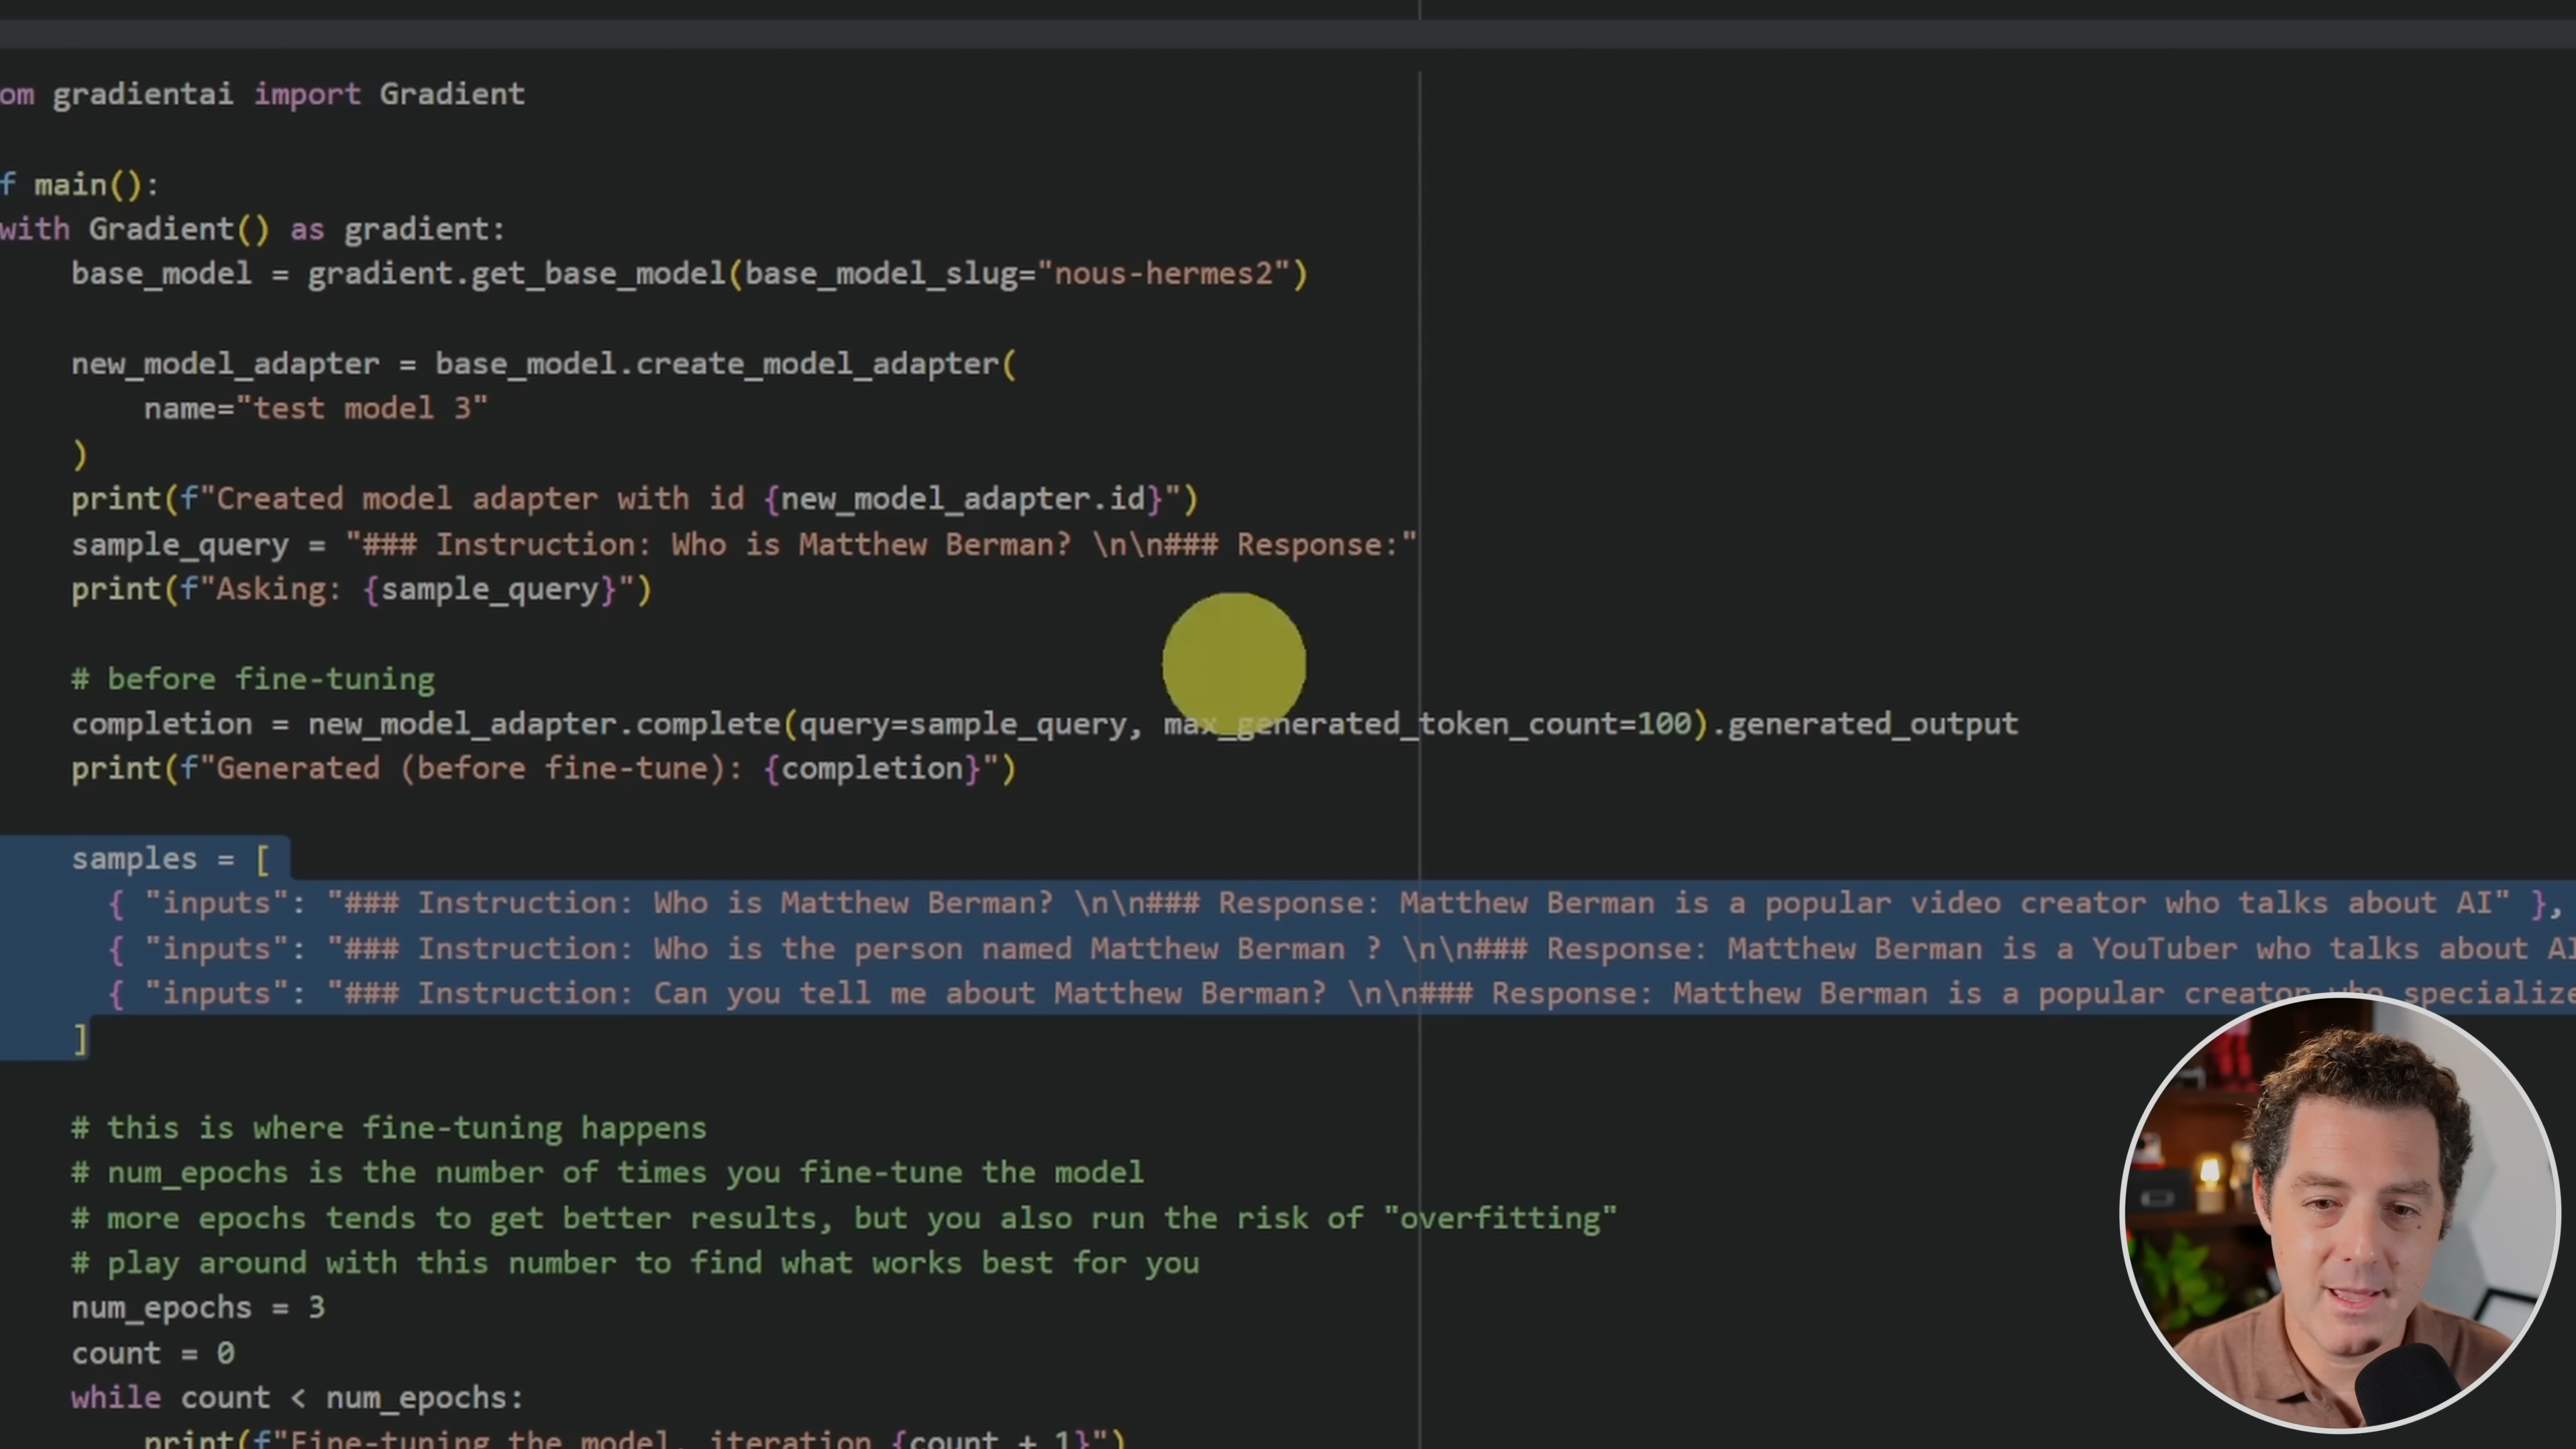 om gradientai import Gradient
f main():
with Gradient() as gradient:
base_model = gradient.get_base_model(base_model_slug="nous-hermes2")
new_model_adapter = base_model.create_model_adapter(
name="test model 3"
)
print(f"Created model adapter with id {new_model_adapter.id}")
sample_query = "### Instruction: Who is Matthew Berman? \n\n### Response:"
print(f"Asking: {sample_query}")
# before fine-tuning
completion = new_model_adapter.complete(query=sample_query, max_generated_token_count=100).generated_output
print(f"Generated (before fine-tune): {completion}")
samples = [
{ "inputs": "### Instruction: Who is Matthew Berman? \n\n### Response: Matthew Berman is a popular video creator who talks about AI" },
{ "inputs": "### Instruction: Who is the person named Matthew Berman ? \n\n### Response: Matthew Berman is a YouTuber who talks about AI
{ "inputs": "### Instruction: Can you tell me about Matthew Berman? \n\n### Response: Matthew Berman is a popular creator who specialize
]
# this is where fine-tuning happens
# num_epochs is the number of times you fine-tune the model
# more epochs tends to get better results, but you also run the risk of "overfitting"
# play around with this number to find what works best for you
num_epochs = 3
count = 0
while count < num_epochs:
print(f"Fine-tuning the model, iteration {count + 1}")